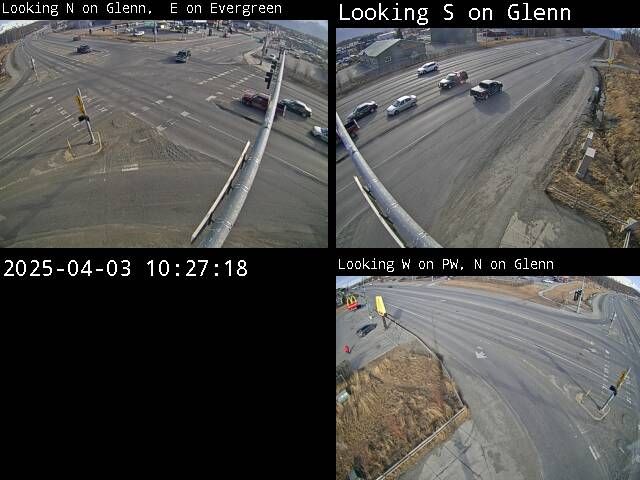 Looking N on Glenn,  E on Evergreen
Looking S on Glenn
2025-04-03 10:27:18
Looking W on PW, N on Glenn